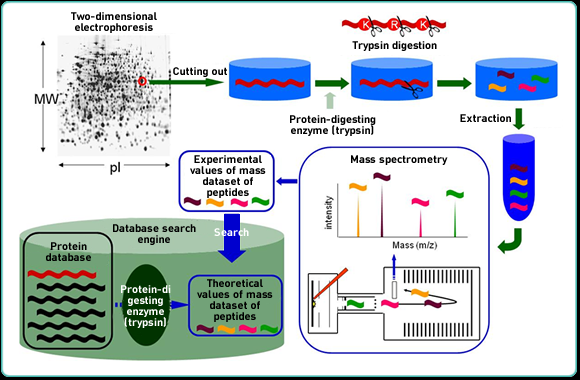 Two-dimensional
electrophoresis
MW
pI
Cutting out
K R K
Trypsin digestion
Protein-digesting
enzyme (trypsin)
Extraction
Experimental
values of mass
dataset of
peptides
Mass spectrometry
intensity
Mass (m/z)
Search
Database search
engine
Protein
database
Protein-di
gesting
enzyme
(trypsin)
Theoretical
values of mass
dataset of
peptides